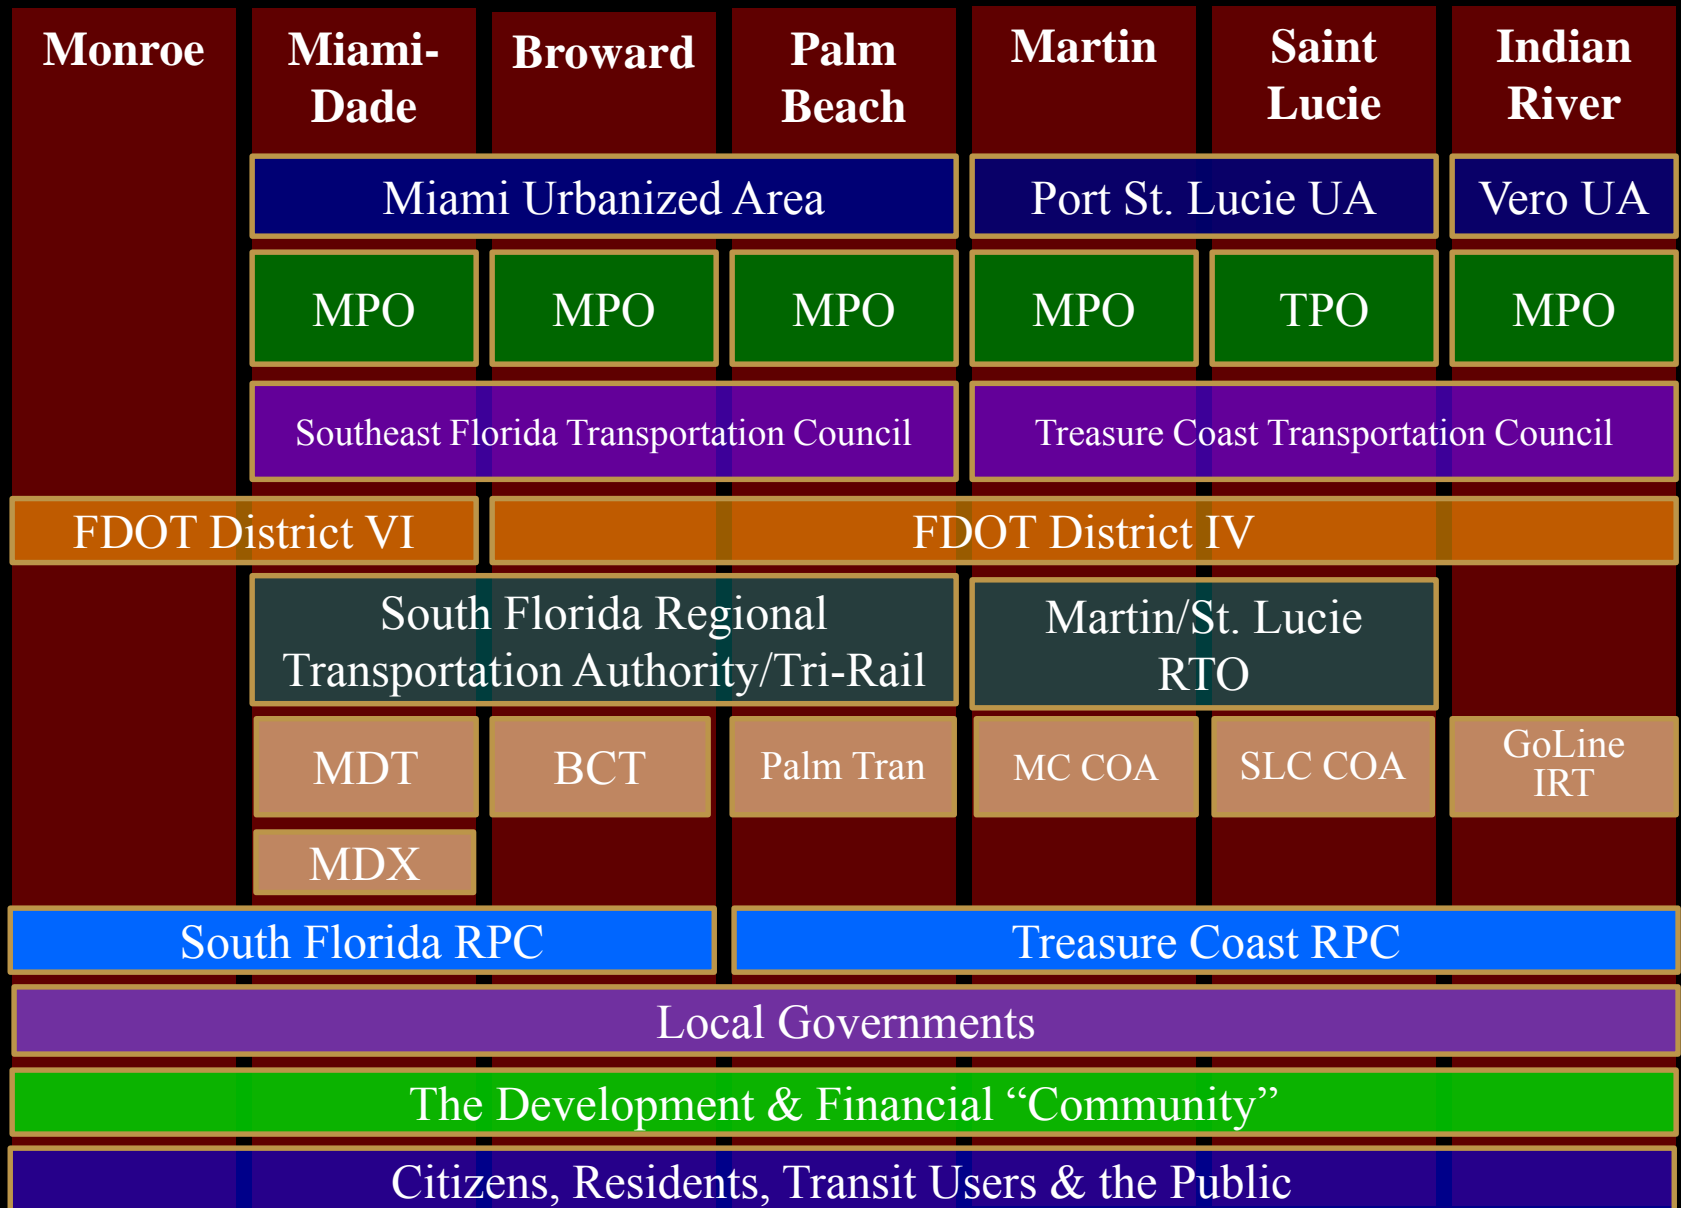 Monroe
Miami-
Dade
Broward
Palm
Beach
Martin
Saint
Lucie
Indian
River
Miami Urbanized Area
Port St. Lucie UA
Vero UA
MPO
MPO
MPO
MPO
TPO
MPO
Southeast Florida Transportation Council
Treasure Coast Transportation Council
FDOT District VI
FDOT District IV
South Florida Regional
Transportation Authority/Tri-Rail
Martin/St. Lucie
RTO
MDT
BCT
Palm Tran
MC COA
SLC COA
GoLine
IRT
MDX
South Florida RPC
Treasure Coast RPC
Local Governments
The Development & Financial “Community”
Citizens, Residents, Transit Users & the Public